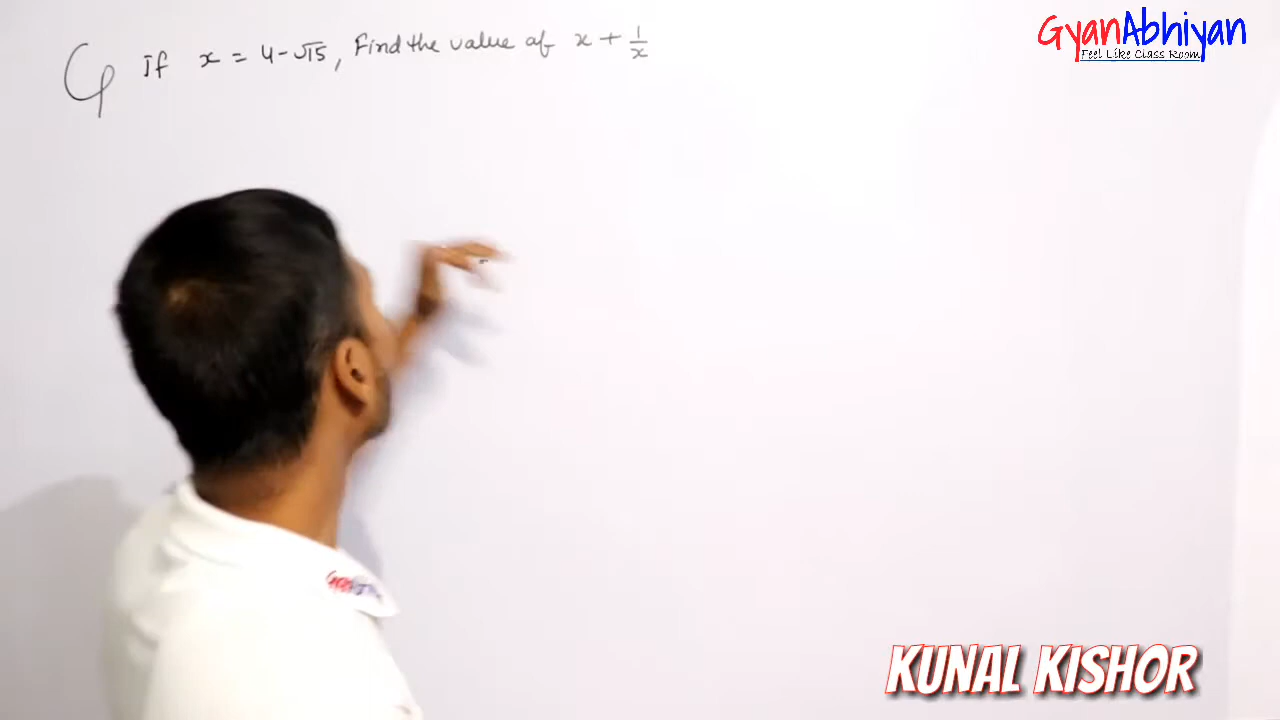 Q If x = 4-√15, Find the value of x + 1/x
GyanAbhiyan
Feel Like Class Room
KUNAL KISHOR